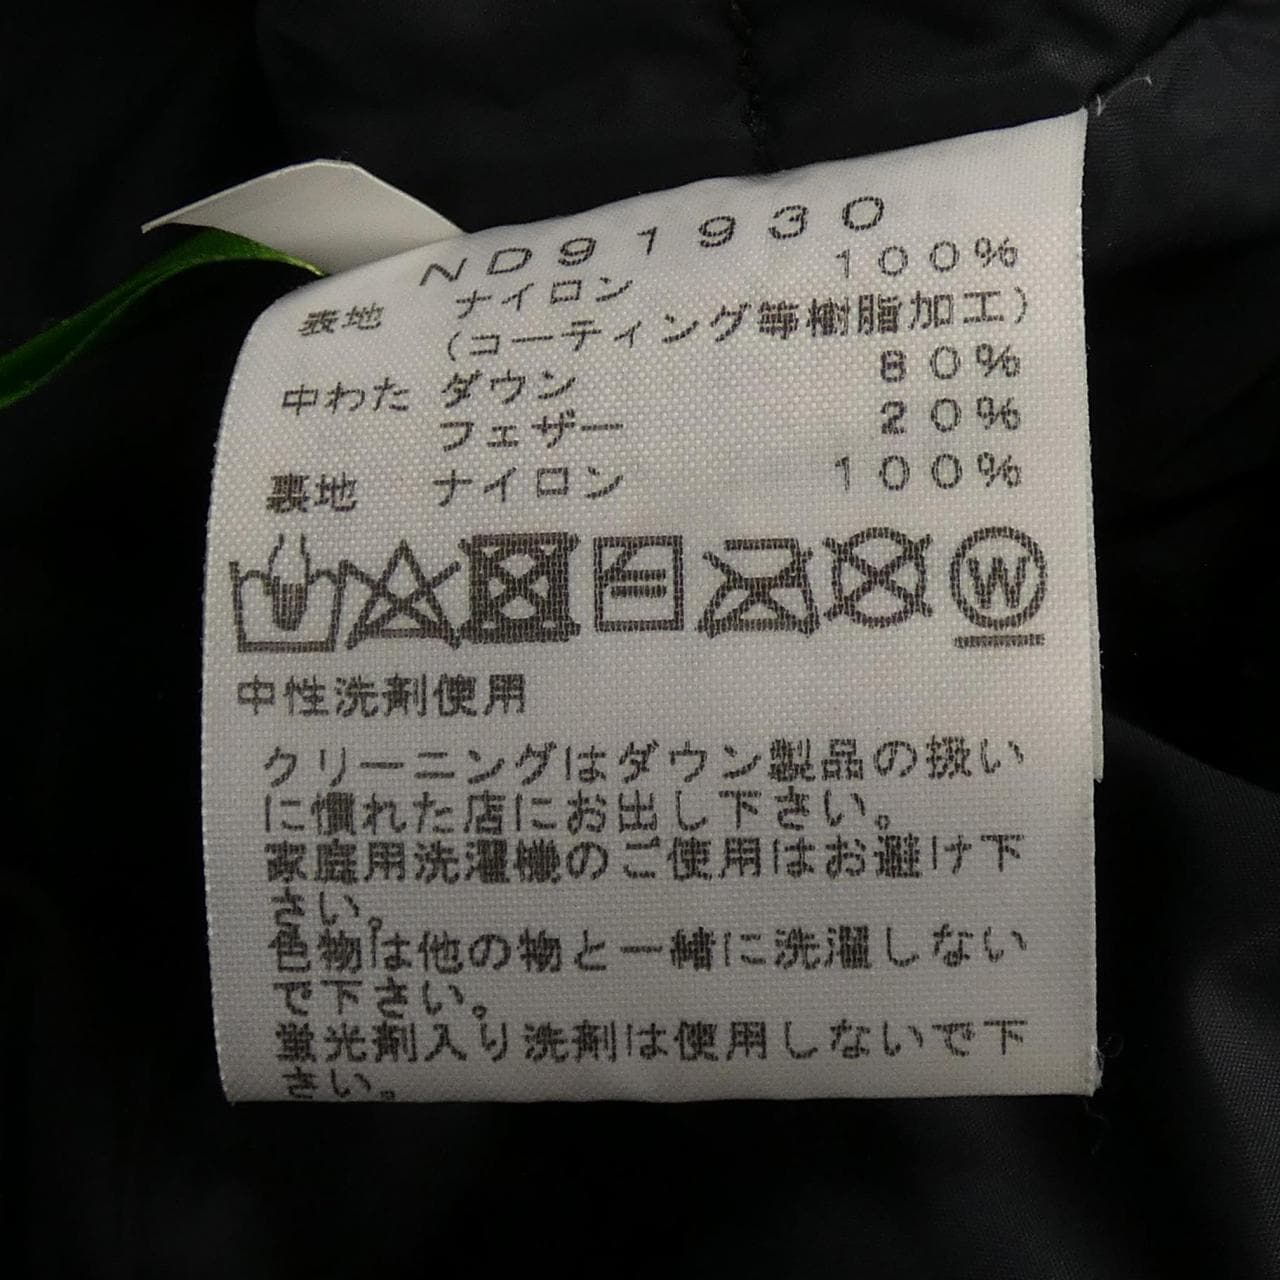 ND91930
表地 ナイロン 100%
(コーティング等樹脂加工)
中わた ダウン 80%
フェザー 20%
裏地 ナイロン 100%
W
中性洗剤使用
クリーニングはダウン製品の扱い
に慣れた店にお出し下さい。
家庭用洗濯機のご使用はお避け下
さい。
色物は他の物と一緒に洗濯しない
で下さい。
蛍光剤入り洗剤は使用しないで下
さい。